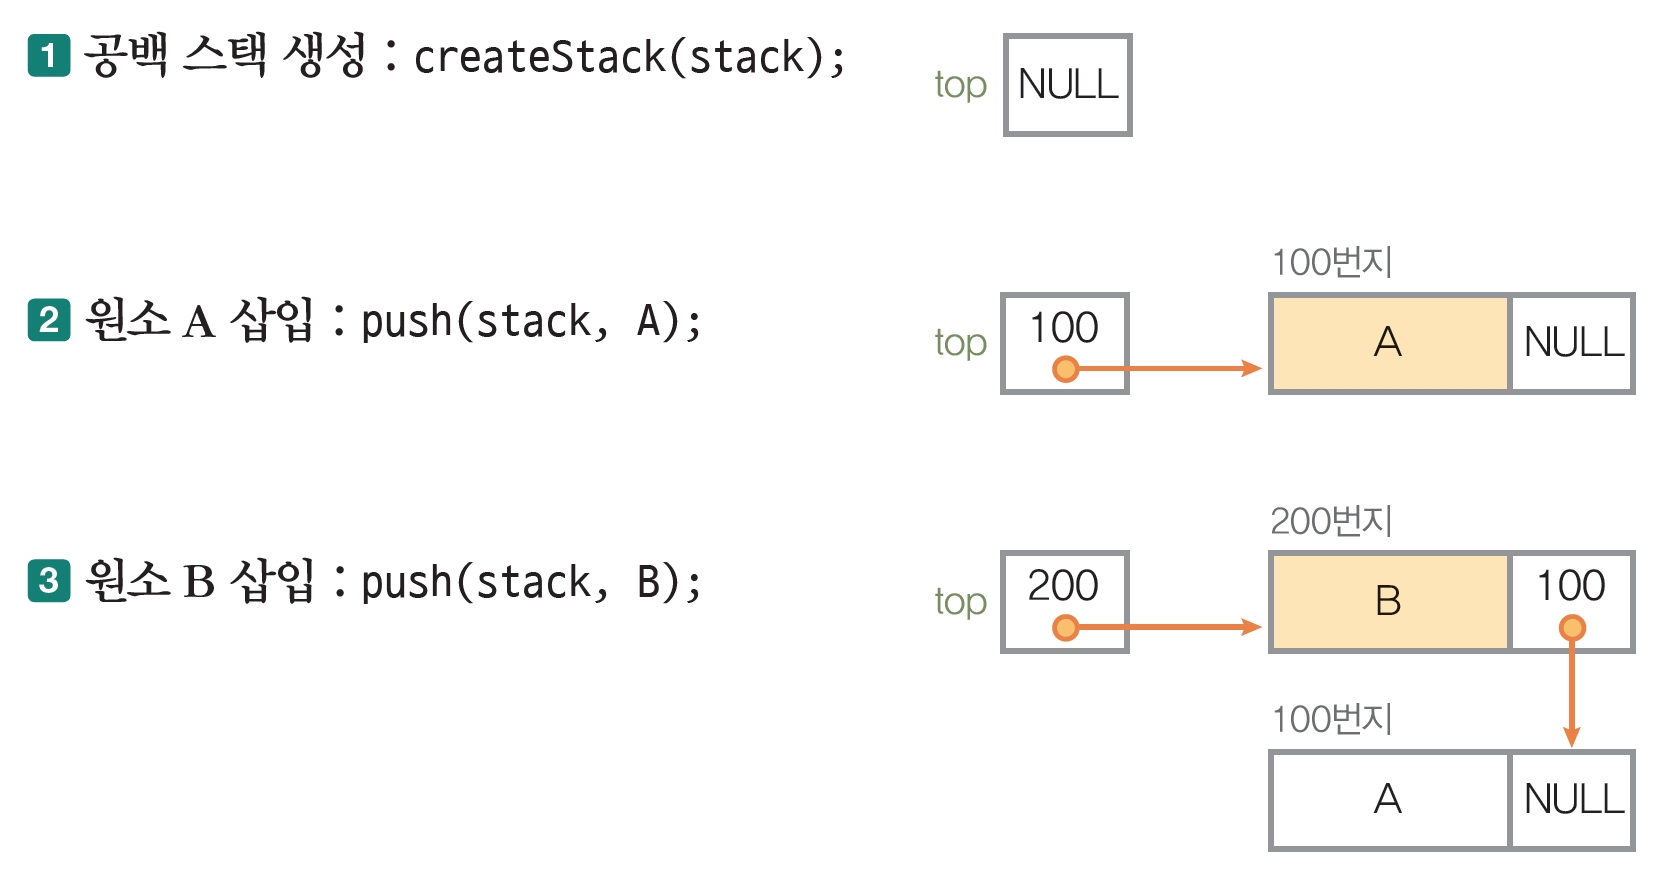 1 공백 스택 생성 : createStack(stack);
top NULL
100번지
2 원소 A 삽입 : push(stack, A);
top 100 A NULL
200번지
3 원소 B 삽입 : push(stack, B);
top 200 B 100
100번지
A NULL